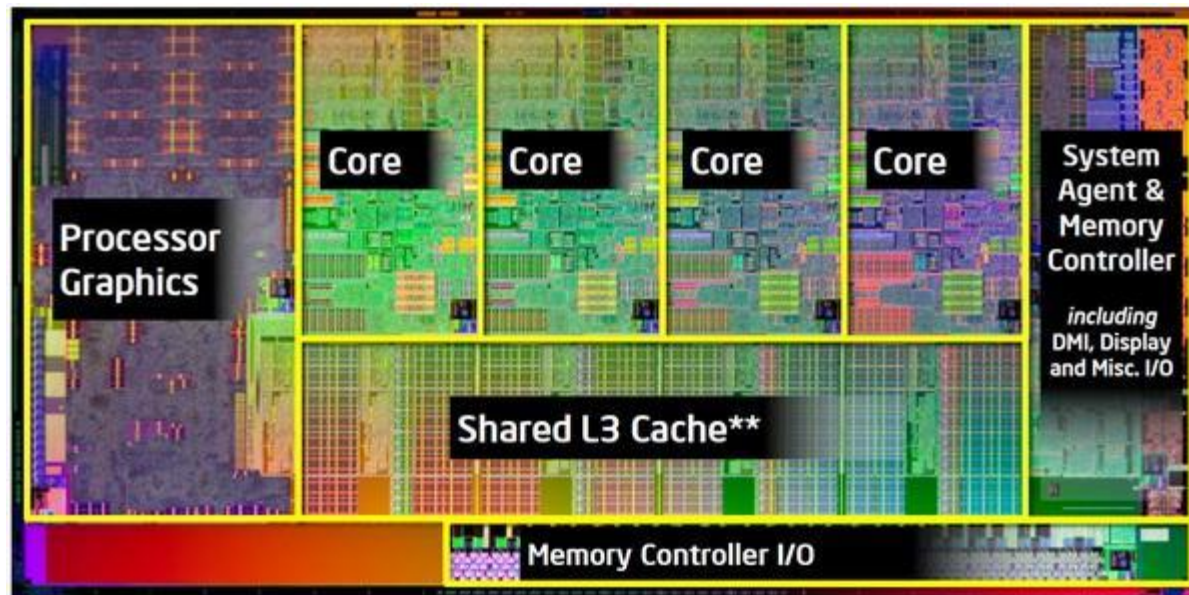 Processor
Graphics
Core
Core
Core
Core
System
Agent &
Memory
Controller
including
DMI, Display
and Misc. I/O
Shared L3 Cache**
Memory Controller I/O